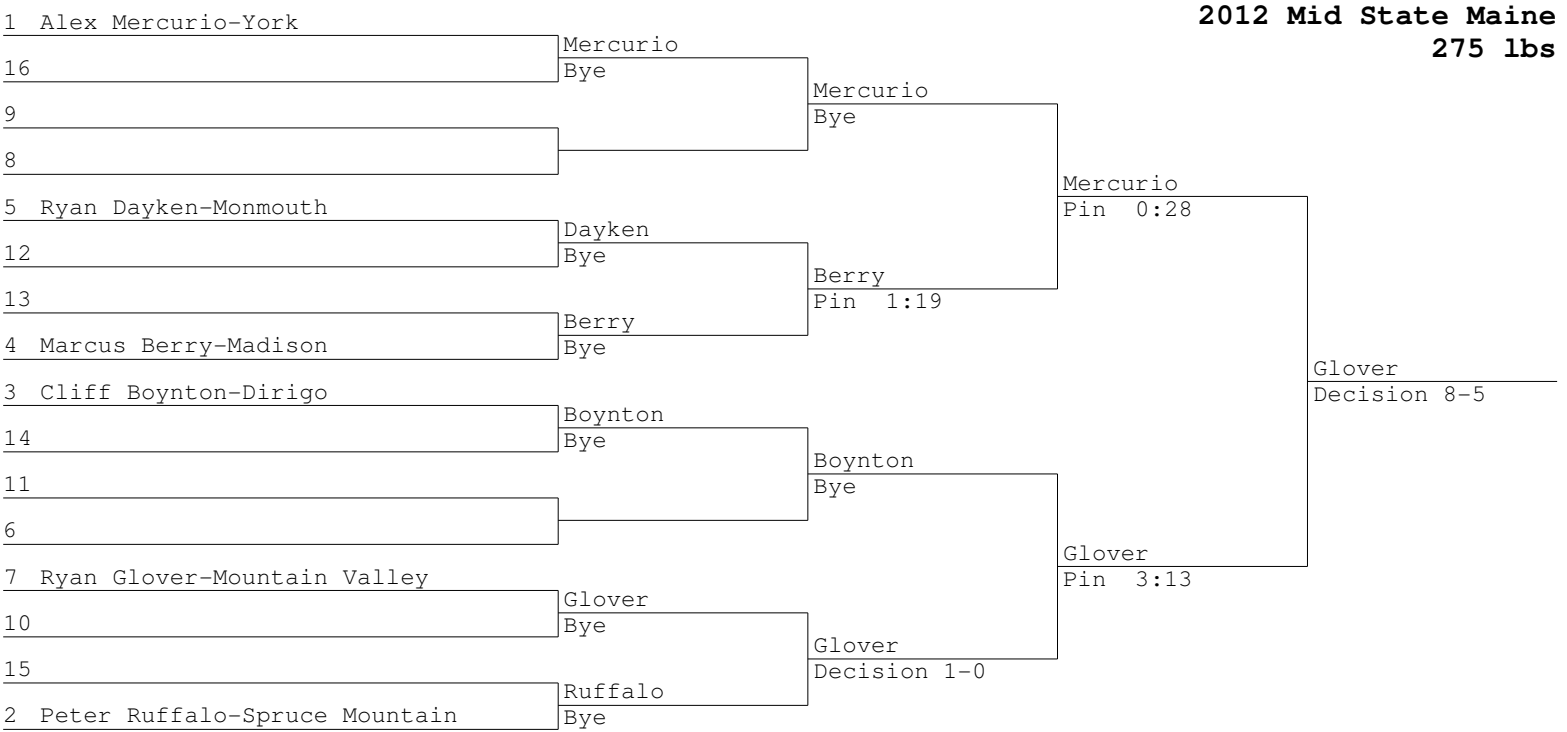 2012 Mid State Maine
275 lbs
1 Alex Mercurio-York
16
9
8
5 Ryan Dayken-Monmouth
12
13
4 Marcus Berry-Madison
3 Cliff Boynton-Dirigo
14
11
6
7 Ryan Glover-Mountain Valley
10
15
2 Peter Ruffalo-Spruce Mountain
Mercurio
Bye
Dayken
Bye
Berry
Bye
Boynton
Bye
Glover
Bye
Ruffalo
Bye
Mercurio
Bye
Berry
Pin 1:19
Boynton
Bye
Glover
Decision 1-0
Mercurio
Pin 0:28
Glover
Pin 3:13
Glover
Decision 8-5